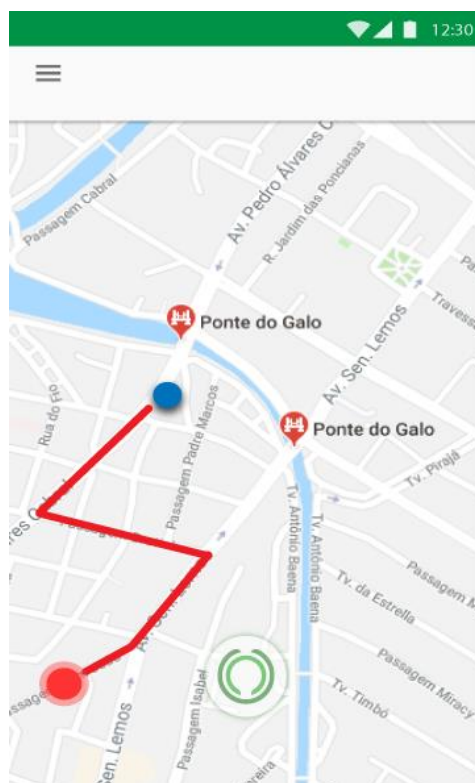 12:30
Passagem Cabral
Av. Pedro Álvares C
R. Jardim das Poncianas
Travess
Av. Sen. Lemos
Ponte do Galo
Rua do Fio
Passagem Padre Marcos
Ponte do Galo
res Cabral
Tv. Pirajá
Tv. Antônio Baena
Tv. Antônio Baena
Tv. da Estrella
Passagem
Passagem Miracy
Passagem Isabel
Tv. Timbó
Sen. Lemos